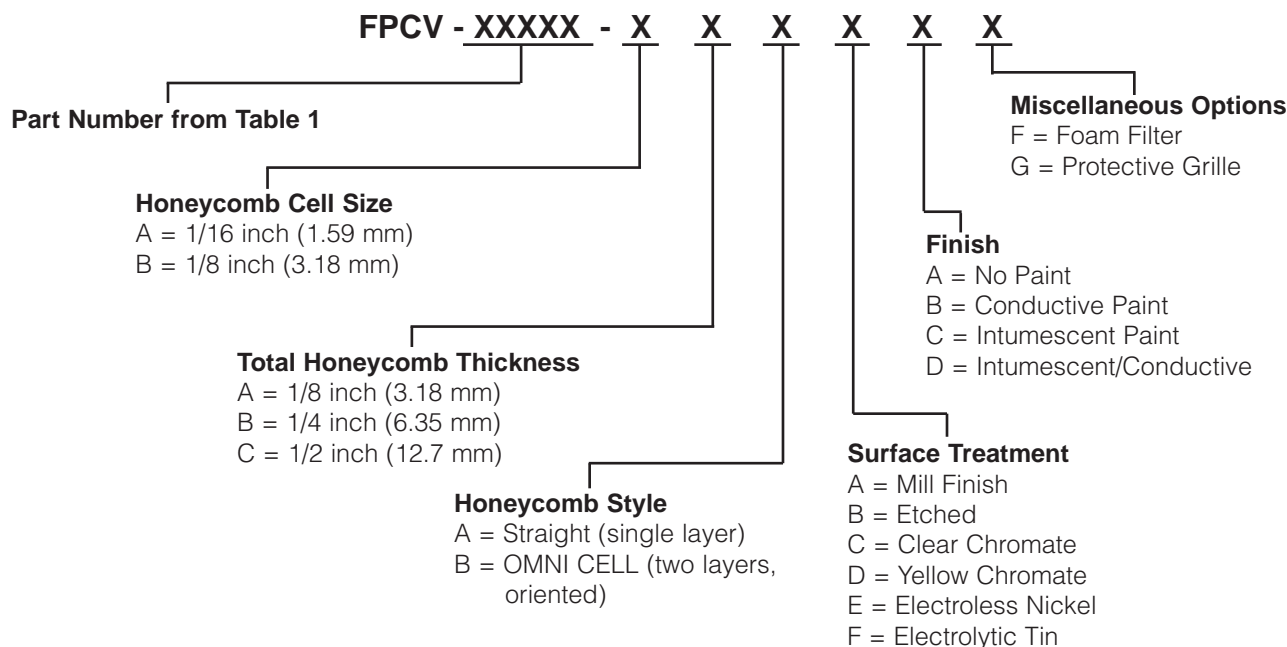 FPCV - XXXXX - X X X X X X
Part Number from Table 1
Honeycomb Cell Size
A = 1/16 inch (1.59 mm)
B = 1/8 inch (3.18 mm)
Total Honeycomb Thickness
A = 1/8 inch (3.18 mm)
B = 1/4 inch (6.35 mm)
C = 1/2 inch (12.7 mm)
Honeycomb Style
A = Straight (single layer)
B = OMNI CELL (two layers,
oriented)
Surface Treatment
A = Mill Finish
B = Etched
C = Clear Chromate
D = Yellow Chromate
E = Electroless Nickel
F = Electrolytic Tin
Finish
A = No Paint
B = Conductive Paint
C = Intumescent Paint
D = Intumescent/Conductive
Miscellaneous Options
F = Foam Filter
G = Protective Grille